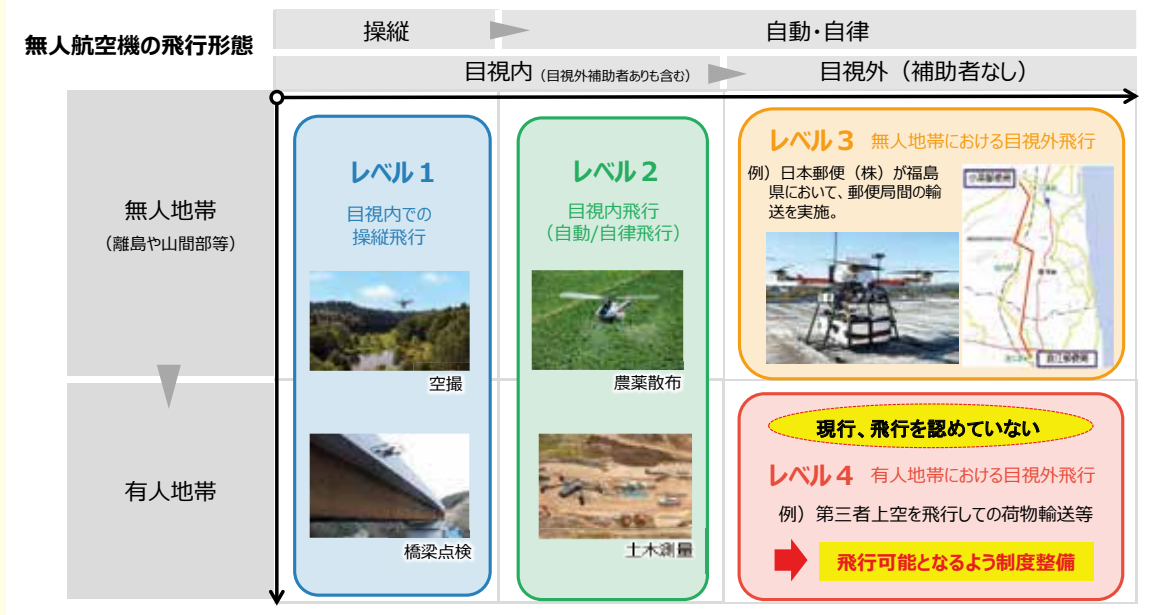 無人航空機の飛行形態
操縦
自動・自律
目視内（目視外補助者ありも含む）
目視外（補助者なし）
無人地帯
（離島や山間部等）
有人地帯
レベル１
目視内での
操縦飛行
空撮
橋梁点検
レベル２
目視内飛行
（自動/自律飛行）
農薬散布
土木測量
レベル３ 無人地帯における目視外飛行
例）日本郵便（株）が福島
県において、郵便局間の輸
送を実施。
小高郵便局
浪江郵便局
現行、飛行を認めていない
レベル４ 有人地帯における目視外飛行
例）第三者上空を飛行しての荷物輸送等
飛行可能となるよう制度整備